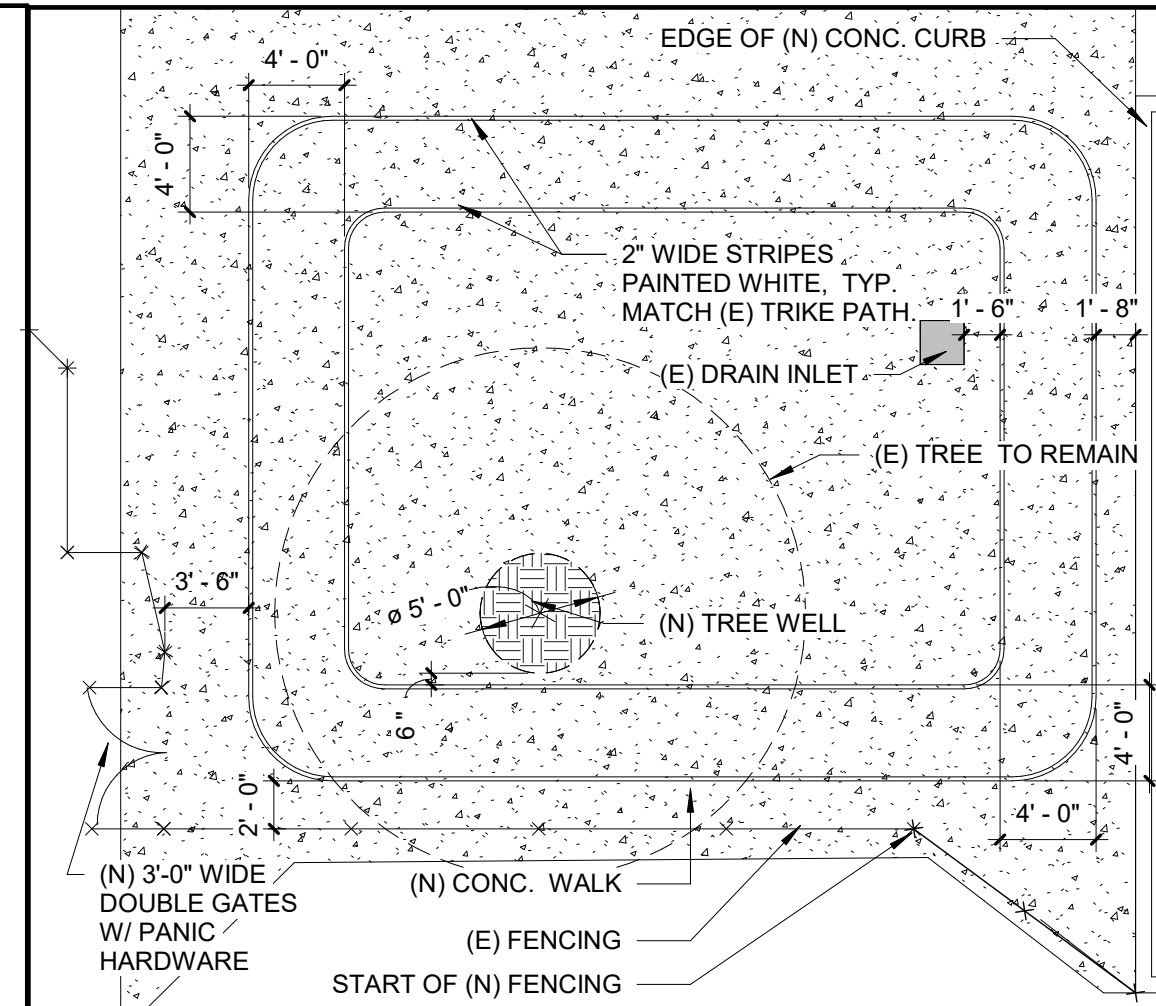 EDGE OF (N) CONC. CURB
4' - 0"
4' - 0"
2" WIDE STRIPES
PAINTED WHITE, TYP.
MATCH (E) TRIKE PATH.
1' - 6"
1' - 8"
(E) DRAIN INLET
(E) TREE TO REMAIN
3' - 6"
ø 5' - 0"
(N) TREE WELL
6"
4' - 0"
2' - 0"
4' - 0"
(N) 3'-0" WIDE
DOUBLE GATES
W/ PANIC
HARDWARE
(N) CONC. WALK
(E) FENCING
START OF (N) FENCING